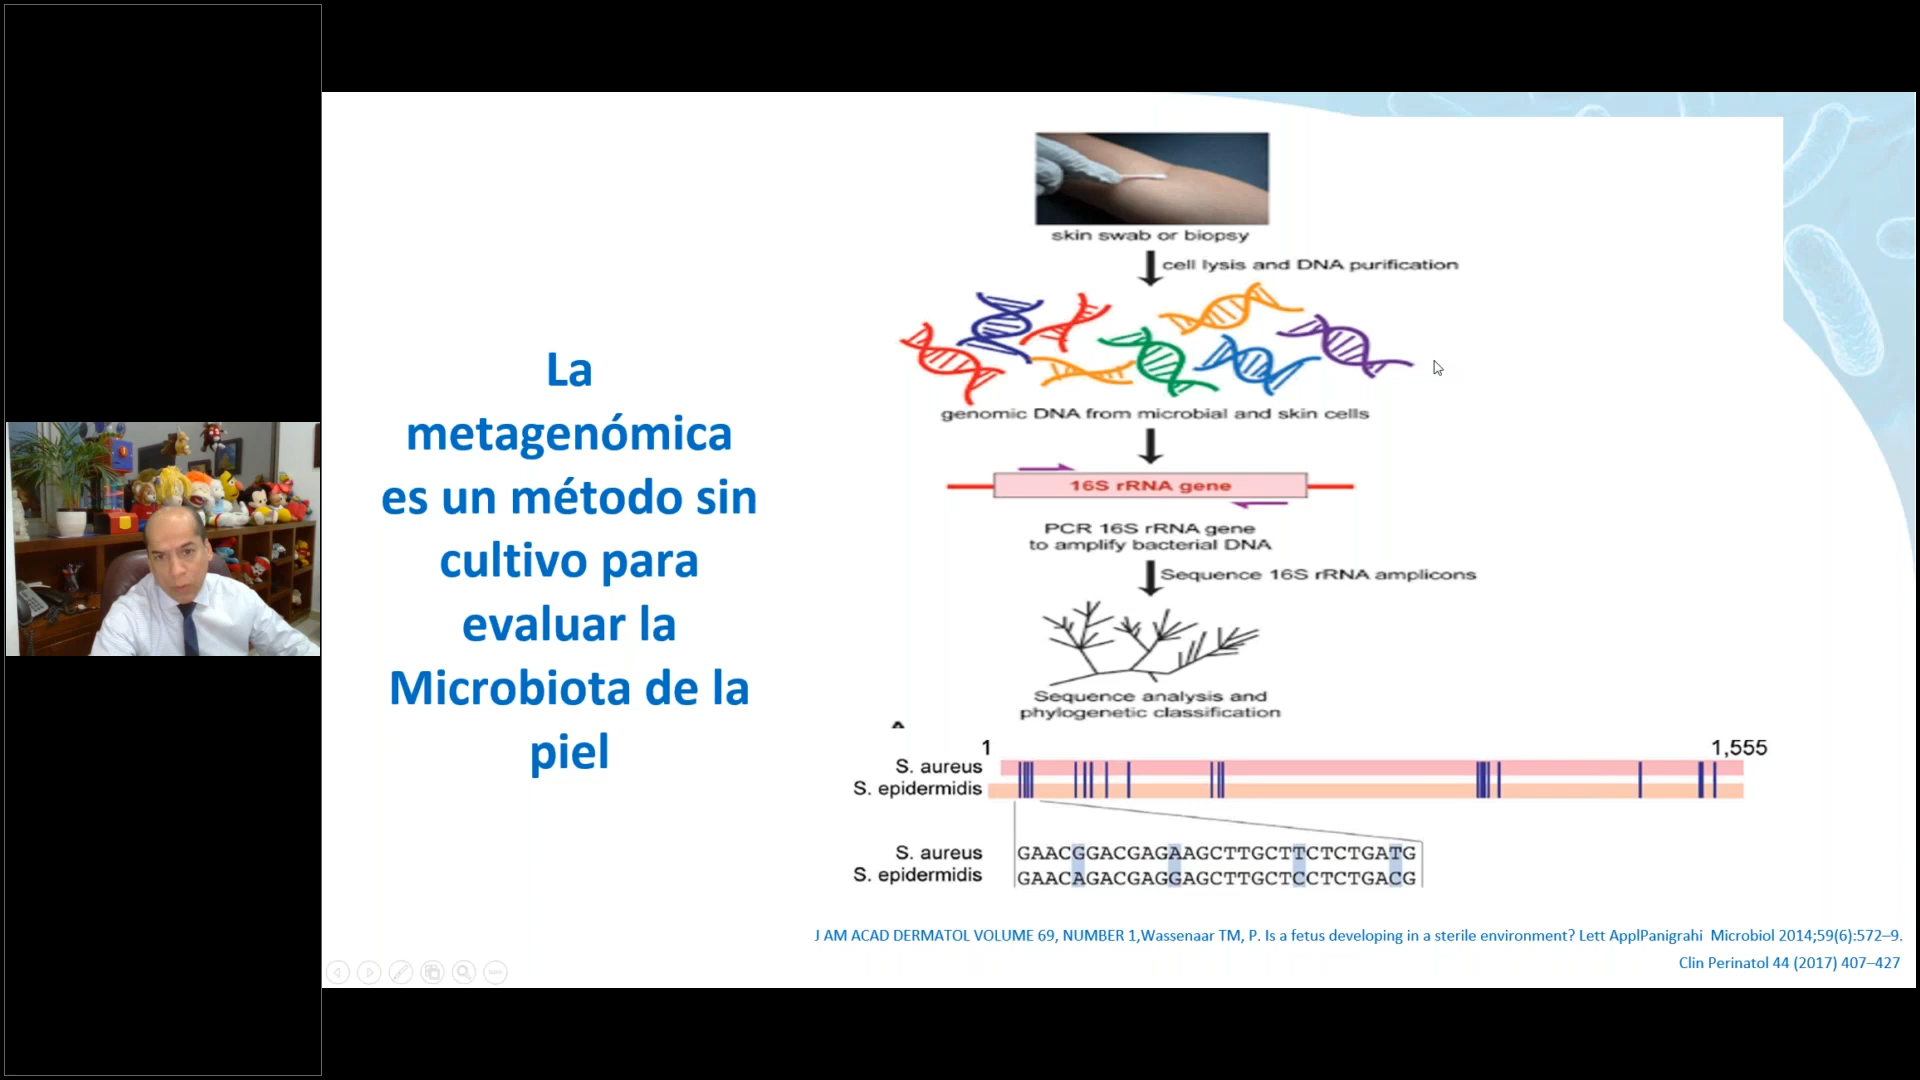 La
metagenómica
es un método sin
cultivo para
evaluar la
Microbiota de la
piel
skin swab or biopsy
cell lysis and DNA purification
genomic DNA from microbial and skin cells
16S rRNA gene
PCR 16S rRNA gene
to amplify bacterial DNA
Sequence 16S rRNA amplicons
Sequence analysis and
phylogenetic classification
1 1,555
S. aureus
S. epidermidis
S. aureus GAACGGACGAGAAGCTTGCTTCTCTGATG
S. epidermidis GAACAGACGAGGAGCTTGCTCCTCTGACG
J AM ACAD DERMATOL VOLUME 69, NUMBER 1,Wassenaar TM, P. Is a fetus developing in a sterile environment? Lett ApplPanigrahi Microbiol 2014;59(6):572–9.
Clin Perinatol 44 (2017) 407–427